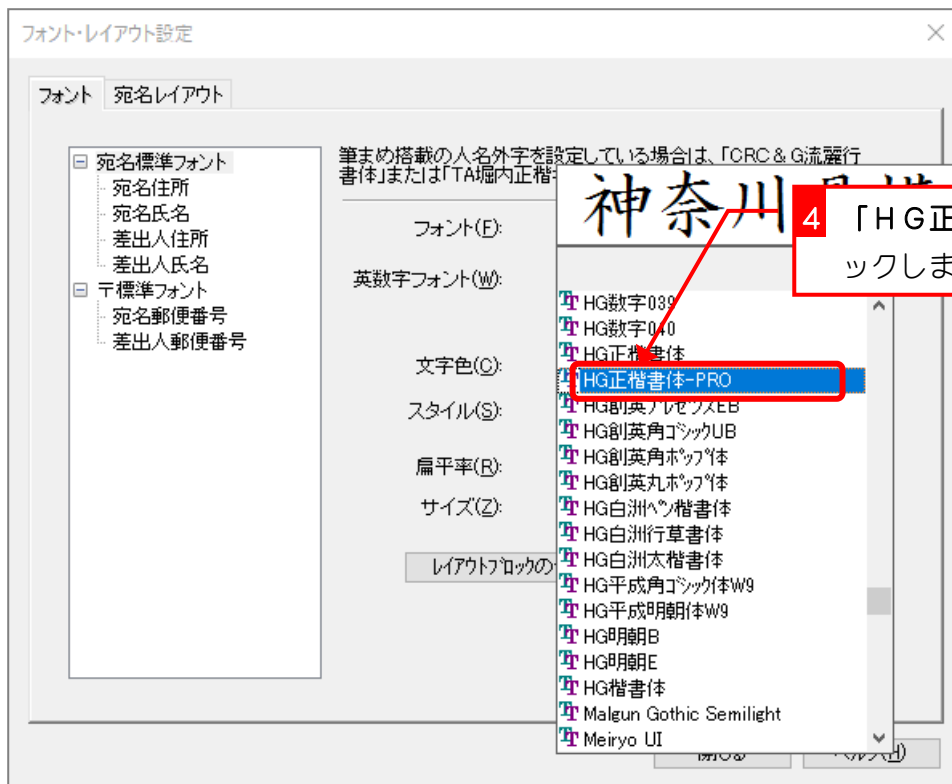 フォント・レイアウト設定
フォント
宛名レイアウト
宛名標準フォント
宛名住所
宛名氏名
差出人住所
差出人氏名
〒標準フォント
宛名郵便番号
差出人郵便番号
筆まめ搭載の人名外字を設定している場合は、「CRC&G流麗行
書体」または「TA堀内正楷
神奈川
フォント(F):
英数字フォント(W):
文字色(C):
スタイル(S):
扁平率(R):
サイズ(Z):
レイアウトブロックの
4
「ＨＧ正
ックしま
HG数字039
HG数字040
HG正楷書体
HG正楷書体-PRO
HG創英プレゼンスEB
HG創英角ゴシックUB
HG創英角ポップ体
HG創英丸ポップ体
HG白洲ペン楷書体
HG白洲行草書体
HG白洲太楷書体
HG平成角ゴシック体W9
HG平成明朝体W9
HG明朝B
HG明朝E
HG楷書体
Malgun Gothic Semilight
Meiryo UI